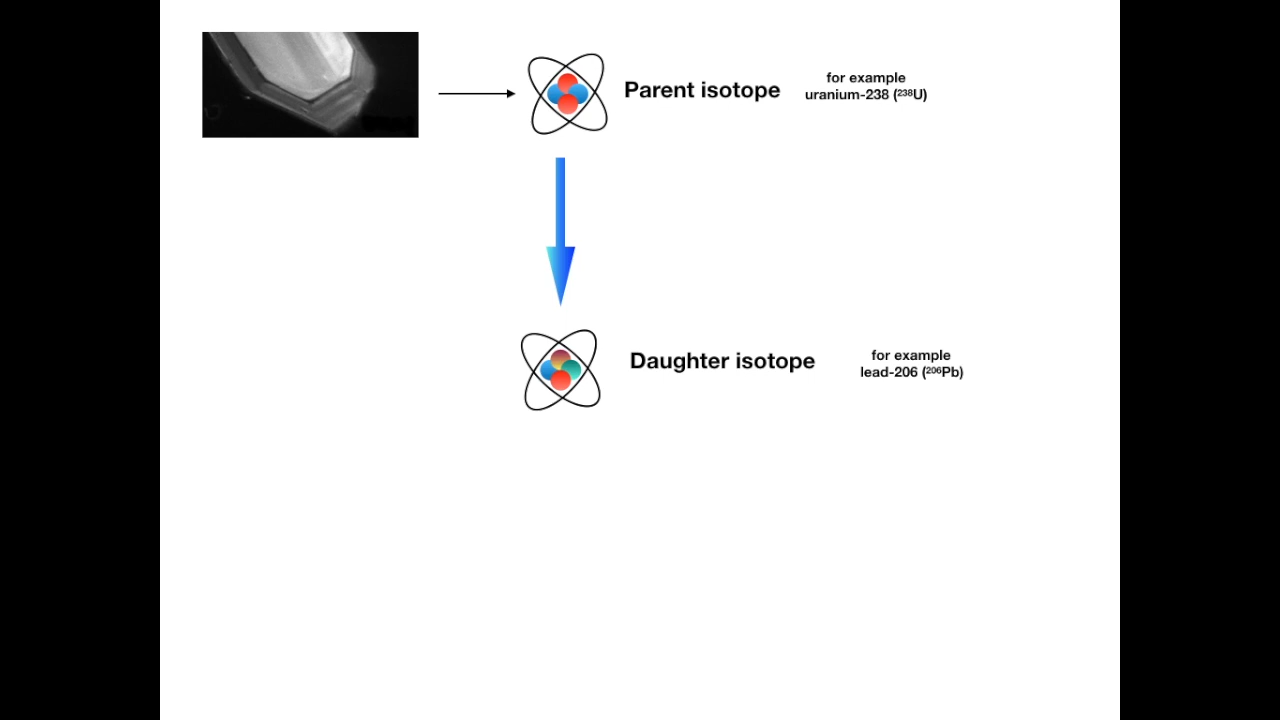 Parent isotope
for example
uranium-238 (²³⁸U)
Daughter isotope
for example
lead-206 (²⁰⁶Pb)